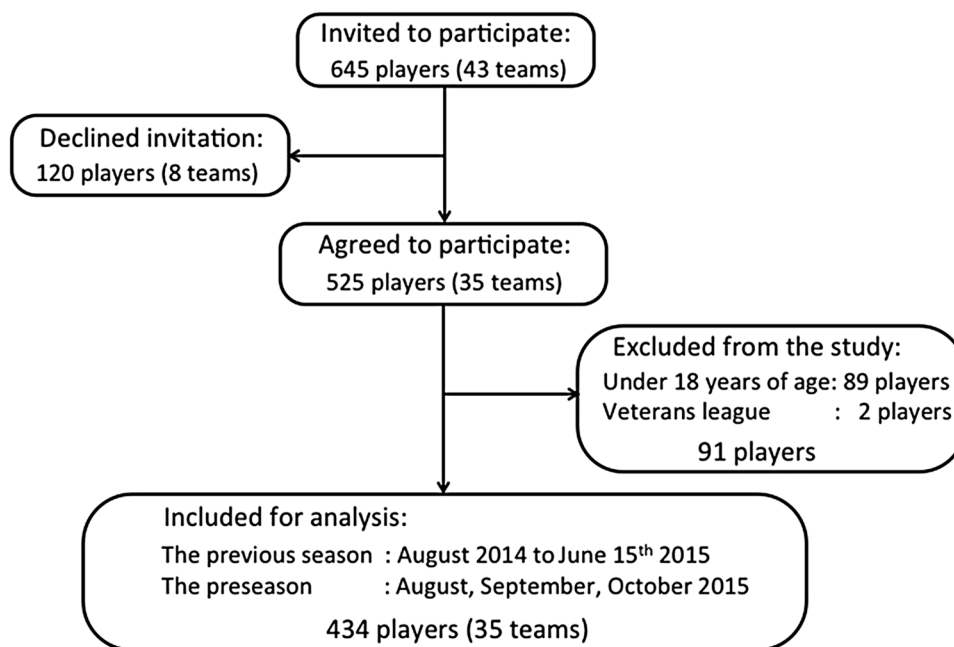 Invited to participate:
645 players (43 teams)
Declined invitation:
120 players (8 teams)
Agreed to participate:
525 players (35 teams)
Excluded from the study:
Under 18 years of age: 89 players
Veterans league : 2 players
91 players
Included for analysis:
The previous season : August 2014 to June 15th 2015
The preseason : August, September, October 2015
434 players (35 teams)